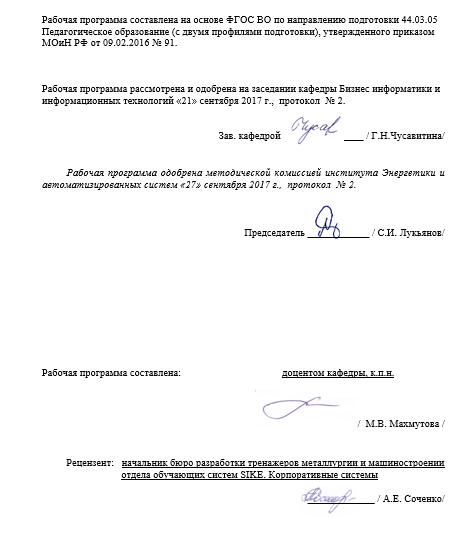 Рабочая программа составлена на основе ФГОС ВО по направлению подготовки 44.03.05
Педагогическое образование (с двумя профилями подготовки), утвержденного приказом
МОиН РФ от 09.02.2016 № 91.
Рабочая программа рассмотрена и одобрена на заседании кафедры Бизнес информатики и
информационных технологий «21» сентября 2017 г., протокол № 2.
Зав. кафедрой ____ / Г.Н.Чусавитина/
Рабочая программа одобрена методической комиссией института Энергетики и
автоматизированных систем «27» сентября 2017 г., протокол № 2.
Председатель ____________ / С.И. Лукьянов/
Рабочая программа составлена: доцентом кафедры, к.п.н.
/ М.В. Махмутова /
Рецензент: начальник бюро разработки тренажеров металлургии и машиностроении
отдела обучающих систем SIKE. Корпоративные системы
/ А.Е. Соченко/